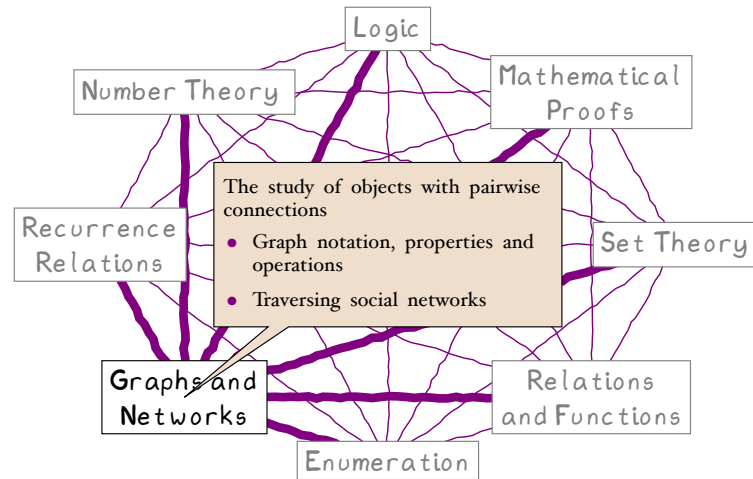 Logic
Number Theory
Mathematical
Proofs
The study of objects with pairwise
connections
• Graph notation, properties and
operations
• Traversing social networks
Recurrence
Relations
Set Theory
Graphs and
Networks
Relations
and Functions
Enumeration